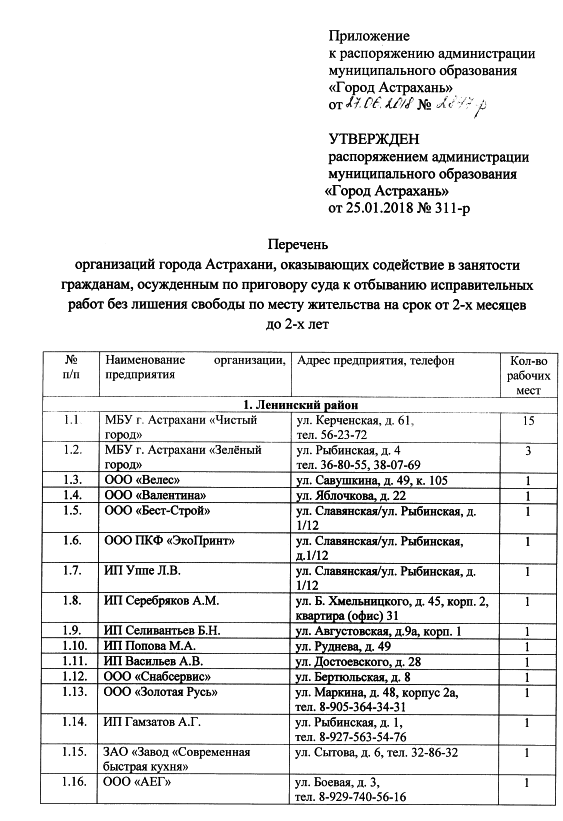 Приложение
к распоряжению администрации
муниципального образования
«Город Астрахань»
от 27.06.2018 №
УТВЕРЖДЕН
распоряжением администрации
муниципального образования
«Город Астрахань»
от 25.01.2018 № 311-р
Перечень
организаций города Астрахани, оказывающих содействие в занятости
гражданам, осужденным по приговору суда к отбыванию исправительных
работ без лишения свободы по месту жительства на срок от 2-х месяцев
до 2-х лет
№ Наименование организации, Адрес предприятия, телефон Кол-во
п/п предприятия рабочих
мест
1. Ленинский район
1.1 МБУ г. Астрахани «Чистый ул. Керченская, д. 61, 15
город» тел. 56-23-72
1.2. МБУ г. Астрахани «Зелёный ул. Рыбинская, д. 4 3
город» тел. 36-80-55, 38-07-69
1.3. ООО «Велес» ул. Савушкина, д. 49, к. 105 1
1.4. ООО «Валентина» ул. Яблочкова, д. 22 1
1.5. ООО «Бест-Строй» ул. Славянская/ул. Рыбинская, д. 1
1/12
1.6. ООО ПКФ «ЭкоПринт» ул. Славянская/ул. Рыбинская, 1
д.1/12
1.7. ИП Уппе Л.В. ул. Славянская/ул. Рыбинская, д. 1
1/12
1.8. ИП Серебряков А.М. ул. Б. Хмельницкого, д. 45, корп. 2, 1
квартира (офис) 31
1.9. ИП Селивантьев Б.Н. ул. Августовская, д.9а, корп. 1 1
1.10. ИП Попова М.А. ул. Руднева, д. 49 1
1.11. ИП Васильев А.В. ул. Достоевского, д. 28 1
1.12. ООО «Снабсервис» ул. Бертюльская, д. 8 1
1.13. ООО «Золотая Русь» ул. Маркина, д. 48, корпус 2а, 1
тел. 8-905-364-34-31
1.14. ИП Гамзатов А.Г. ул. Рыбинская, д. 1, 1
тел. 8-927-563-54-76
1.15. ЗАО «Завод «Современная ул. Сытова, д. 6, тел. 32-86-32 1
быстрая кухня»
1.16. ООО «АЕГ» ул. Боевая, д. 3, 1
тел. 8-929-740-56-16